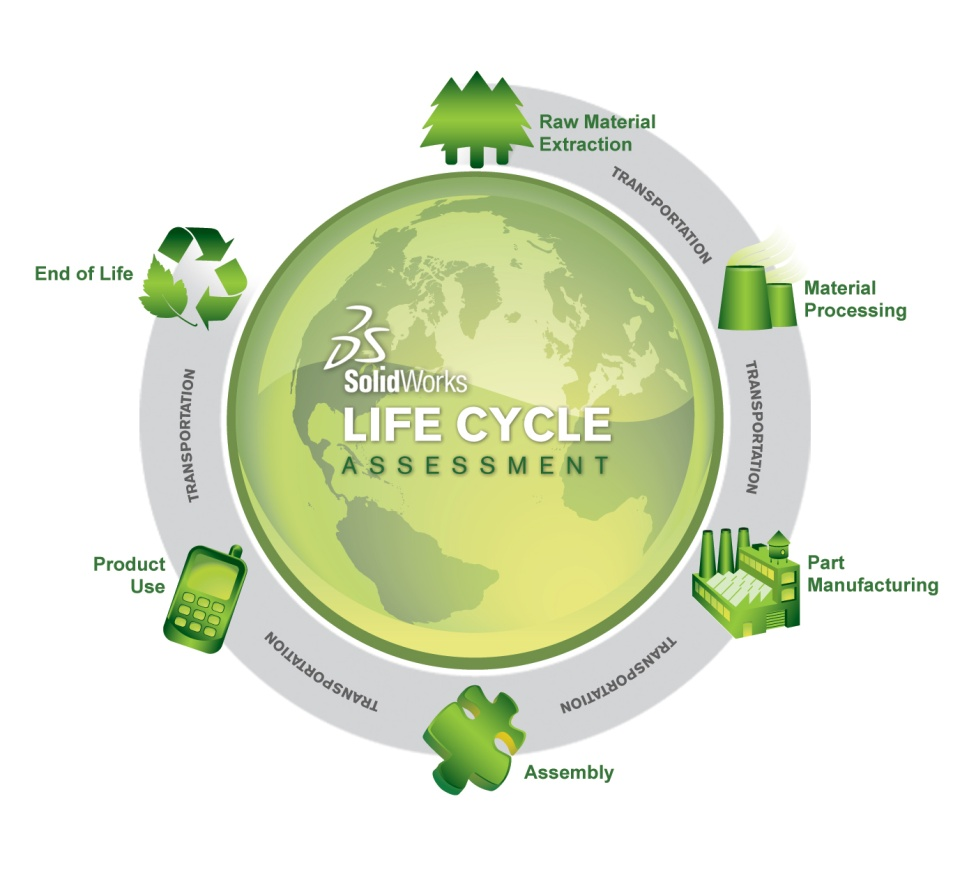 Raw Material
Extraction
TRANSPORTATION
Material
Processing
TRANSPORTATION
Part
Manufacturing
TRANSPORTATION
Assembly
TRANSPORTATION
Product
Use
TRANSPORTATION
End of Life
DS
SolidWorks
LIFE CYCLE
ASSESSMENT